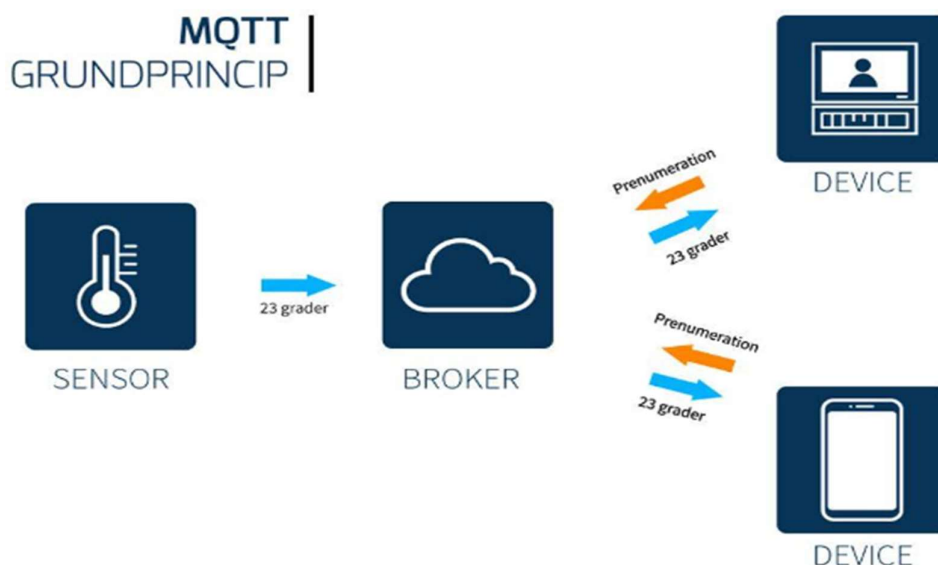 MQTT
GRUNDPRINCIP
DEVICE
Prenumeration
23 grader
23 grader
SENSOR
BROKER
Prenumeration
23 grader
DEVICE